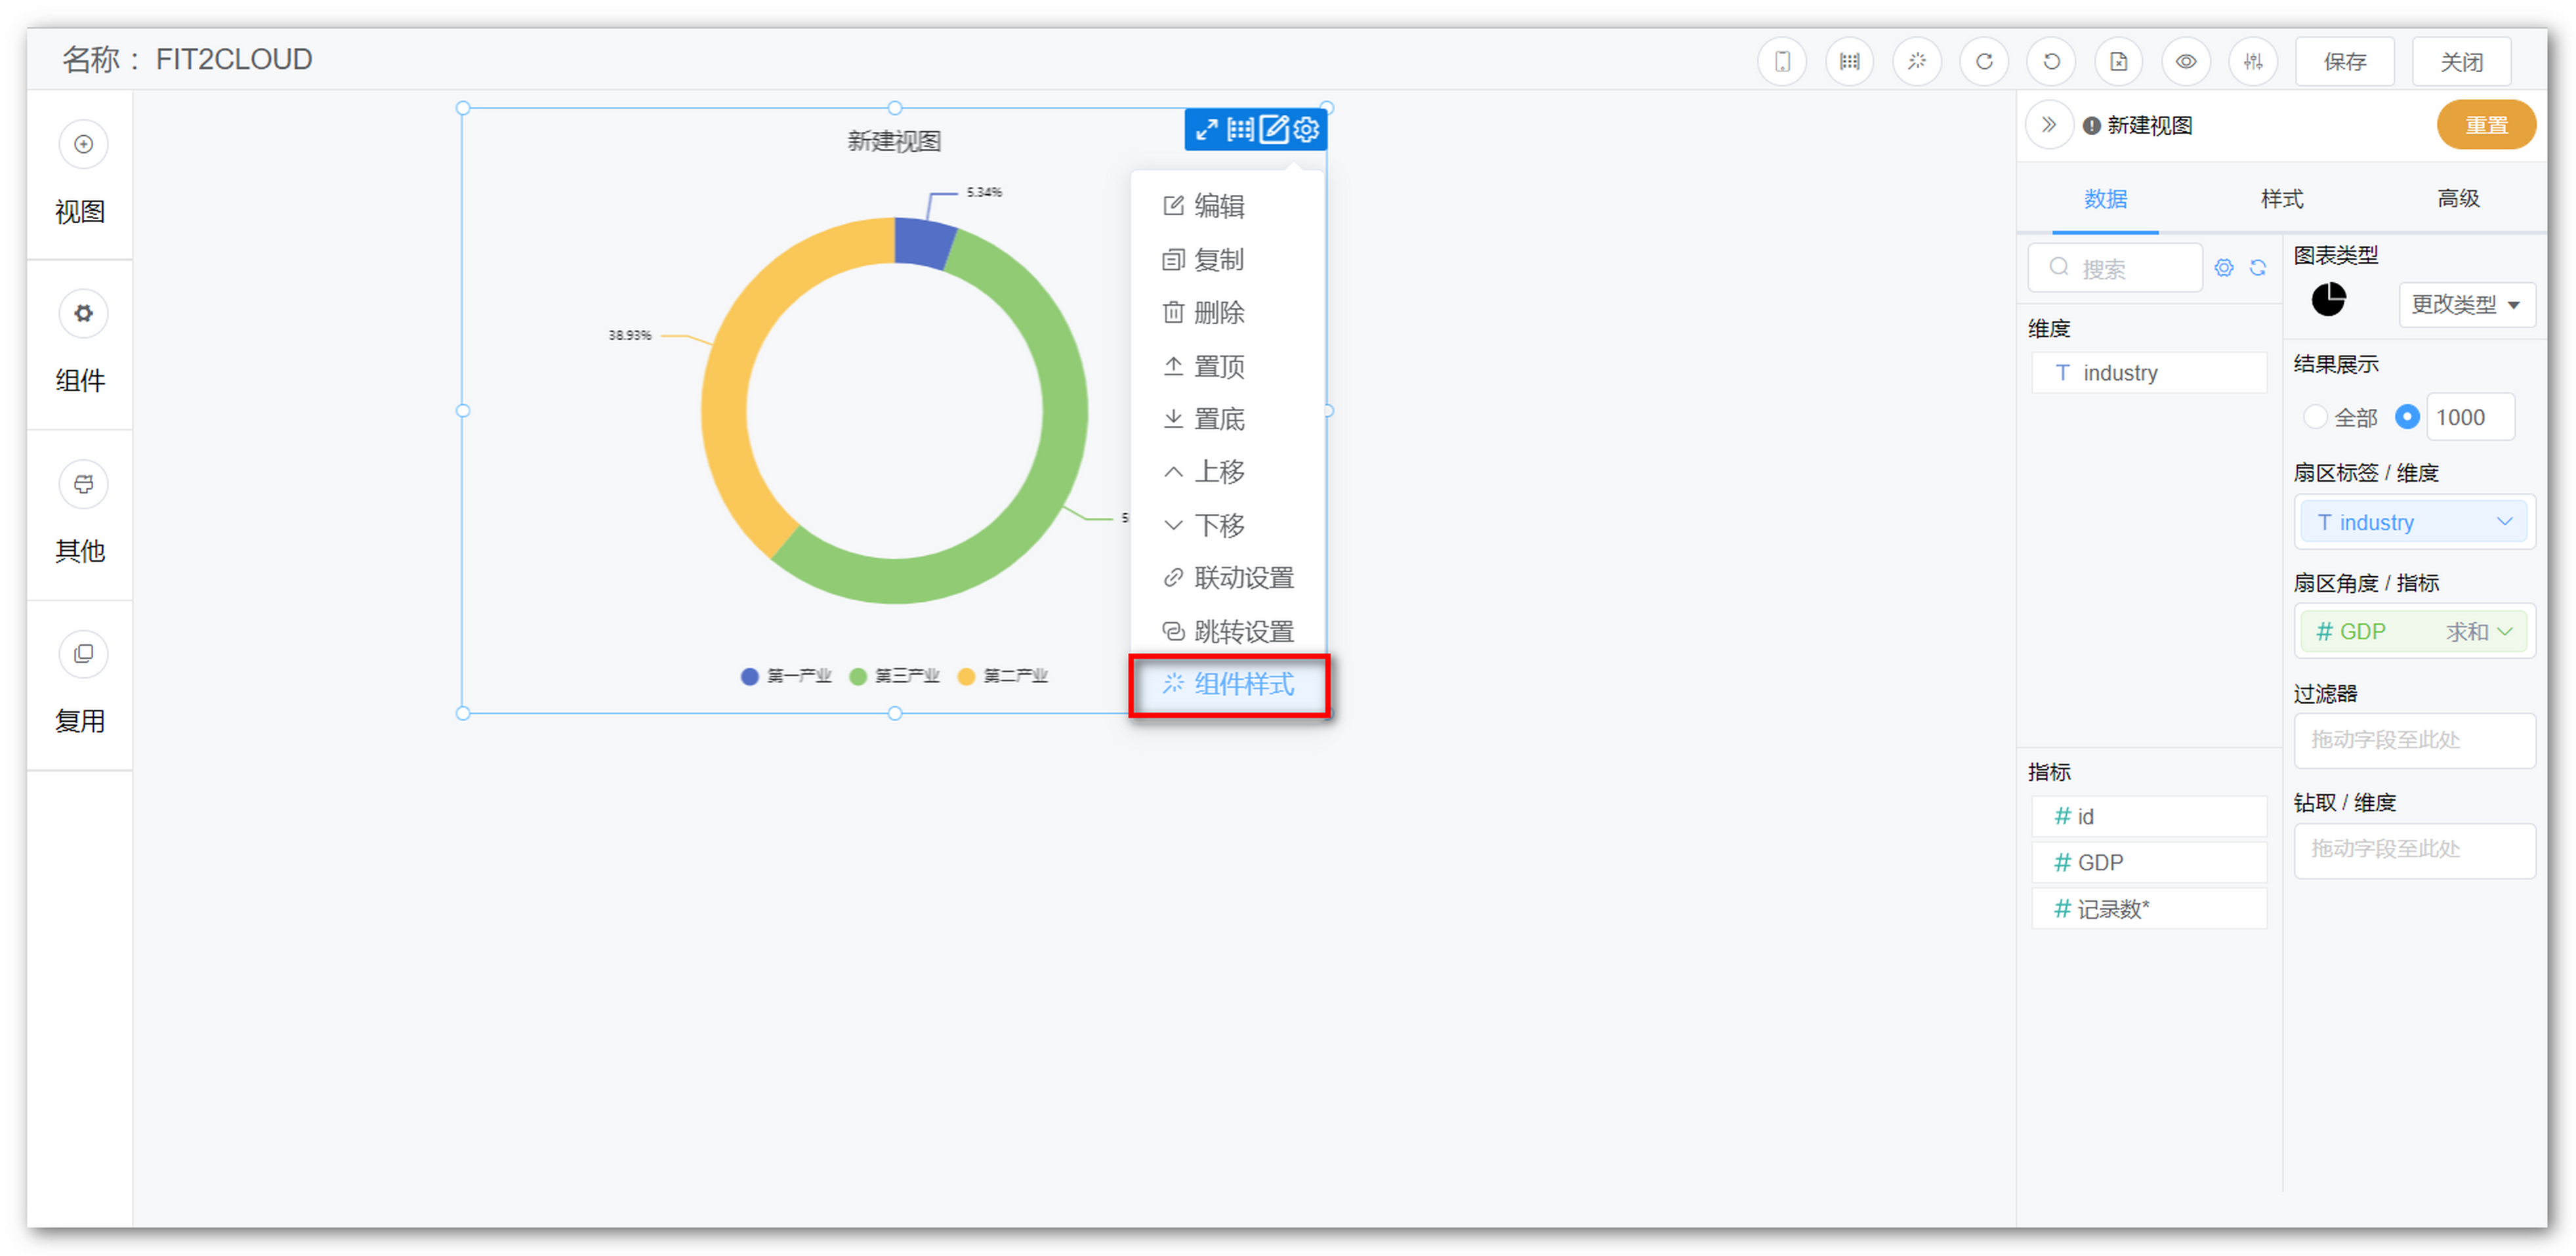 名称： FIT2CLOUD
保存
关闭
视图
组件
其他
复用
新建视图
5.34%
38.93%
第一产业
第三产业
第二产业
编辑
复制
删除
置顶
置底
上移
下移
联动设置
跳转设置
组件样式
新建视图
重置
数据
样式
高级
搜索
维度
T industry
指标
# id
# GDP
# 记录数*
图表类型
更改类型
结果展示
全部
1000
扇区标签 / 维度
T industry
扇区角度 / 指标
# GDP 求和
过滤器
拖动字段至此处
钻取 / 维度
拖动字段至此处